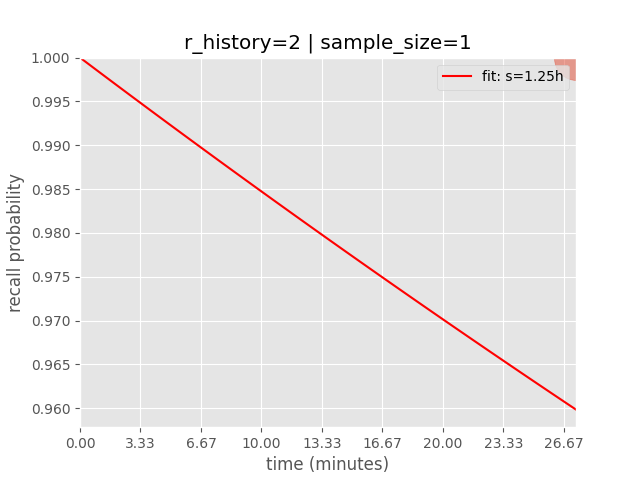 r_history=2 | sample_size=1
fit: s=1.25h
recall probability
1.000
0.995
0.990
0.985
0.980
0.975
0.970
0.965
0.960
0.00 3.33 6.67 10.00 13.33 16.67 20.00 23.33 26.67
time (minutes)